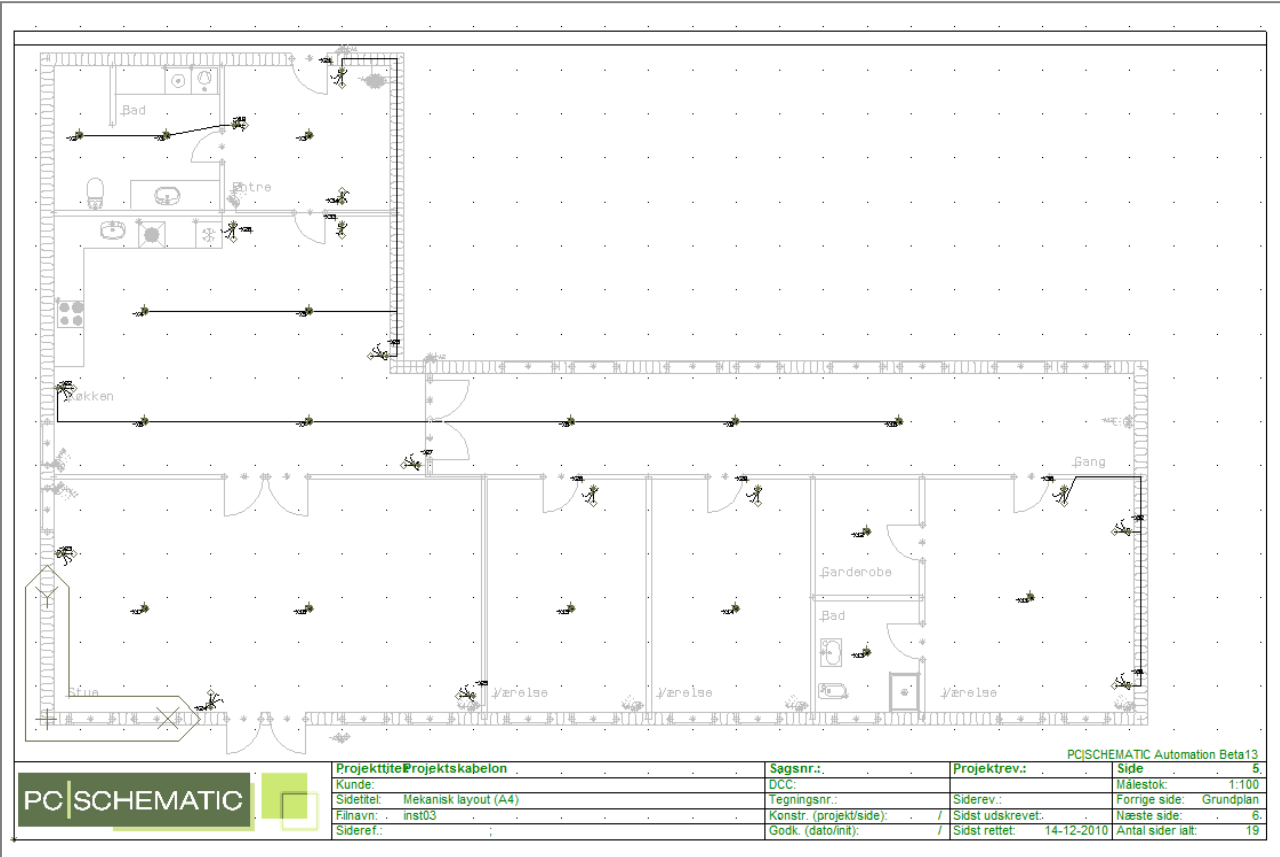 Bad
Entre
Køkken
Gang
Garderobe
Bad
Stue
Værelse
Værelse
Værelse
PC|SCHEMATIC Automation Beta13
PC|SCHEMATIC
Projekttitel Projektskabelon
Kunde:
Sidetitel: Mekanisk layout (A4)
Filnavn: inst03
Sideref.: ;
Sagsnr.:
DCC:
Tegningsnr.:
Konstr. (projekt/side): /
Godk. (dato/init): /
Projektrev.:
Siderev.:
Sidst udskrevet:
Sidst rettet: 14-12-2010
Side 5
Målestok: 1:100
Forrige side: Grundplan
Næste side: 6
Antal sider ialt: 19